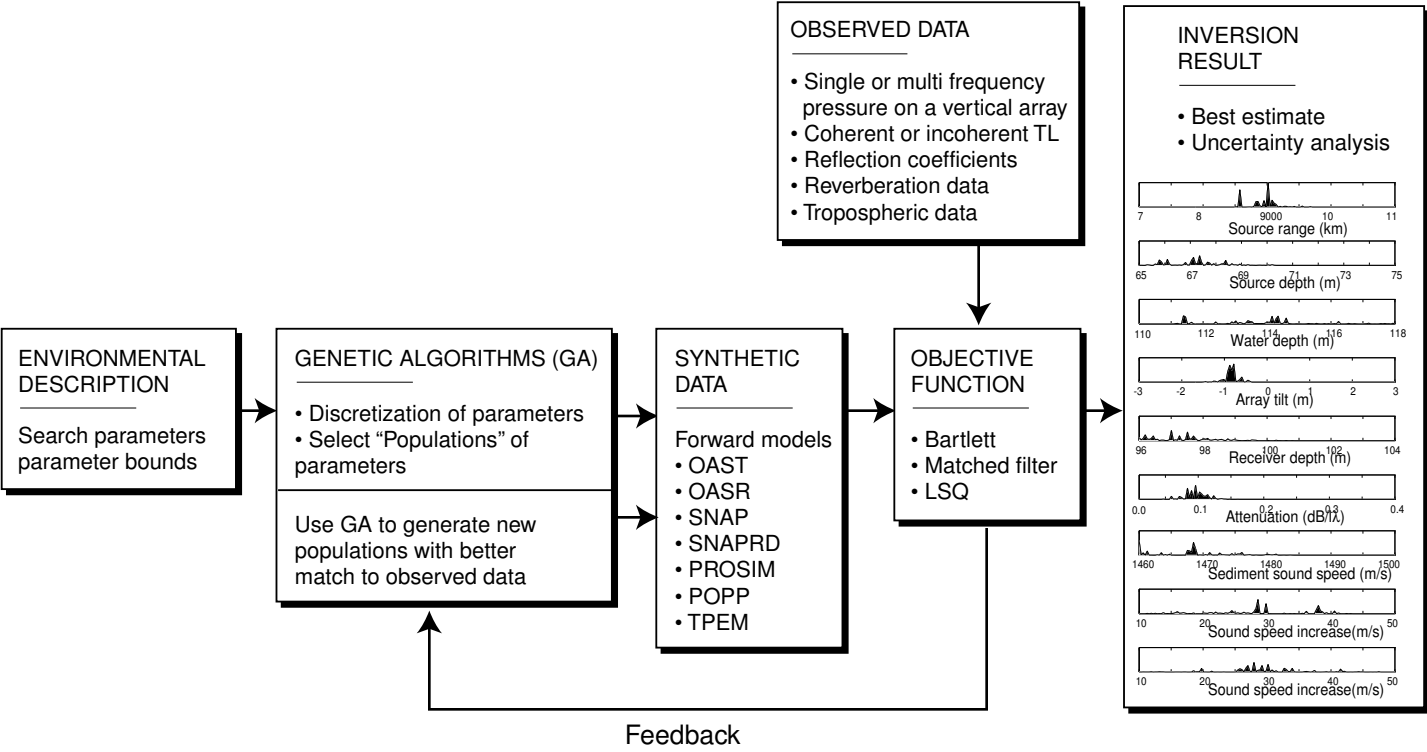 ENVIRONMENTAL
DESCRIPTION
Search parameters
parameter bounds
GENETIC ALGORITHMS (GA)
• Discretization of parameters
• Select “Populations” of
parameters
Use GA to generate new
populations with better
match to observed data
SYNTHETIC
DATA
Forward models
• OAST
• OASR
• SNAP
• SNAPRD
• PROSIM
• POPP
• TPEM
OBSERVED DATA
• Single or multi frequency
pressure on a vertical array
• Coherent or incoherent TL
• Reflection coefficients
• Reverberation data
• Tropospheric data
OBJECTIVE
FUNCTION
• Bartlett
• Matched filter
• LSQ
Feedback
INVERSION
RESULT
• Best estimate
• Uncertainty analysis
7 8 9000 10 11
Source range (km)
65 67 69 71 73 75
Source depth (m)
110 112 114 116 118
Water depth (m)
-3 -2 -1 0 1 2 3
Array tilt (m)
96 98 100 102 104
Receiver depth (m)
0.0 0.1 0.2 0.3 0.4
Attenuation (dB/λ)
1460 1470 1480 1490 1500
Sediment sound speed (m/s)
10 20 30 40 50
Sound speed increase(m/s)
10 20 30 40 50
Sound speed increase(m/s)